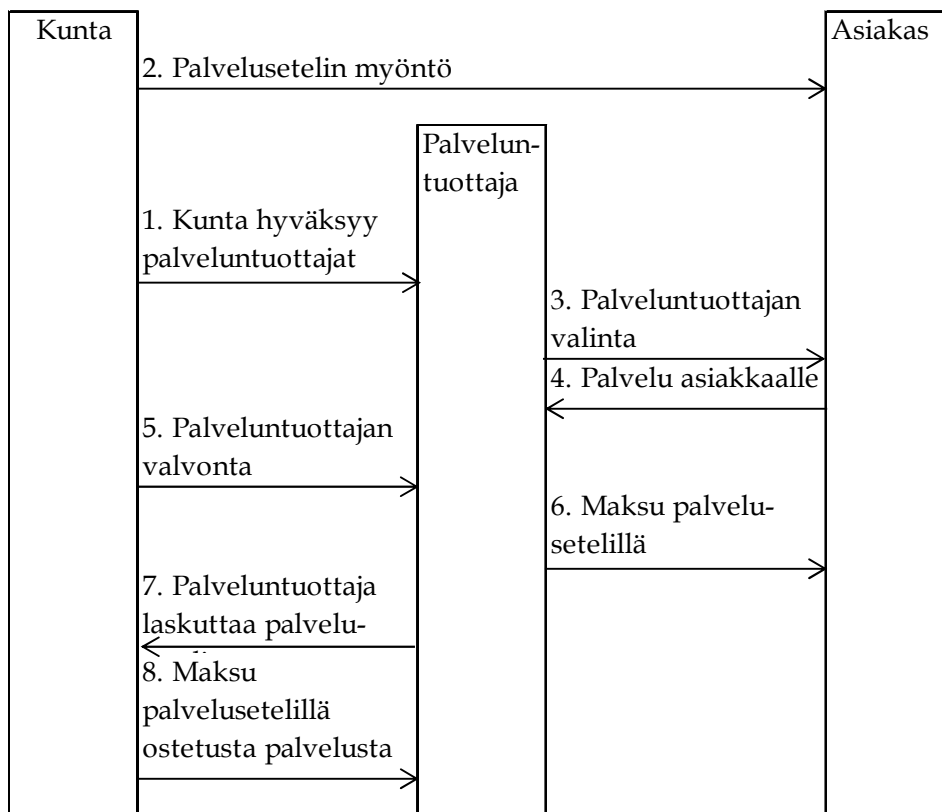 Kunta
Asiakas
2. Palvelusetelin myöntö
Palvelun-
tuottaja
1. Kunta hyväksyy
palveluntuottajat
3. Palveluntuottajan
valinta
4. Palvelu asiakkaalle
5. Palveluntuottajan
valvonta
6. Maksu palvelu-
setelillä
7. Palveluntuottaja
laskuttaa palvelu-
8. Maksu
palvelusetelillä
ostetusta palvelusta